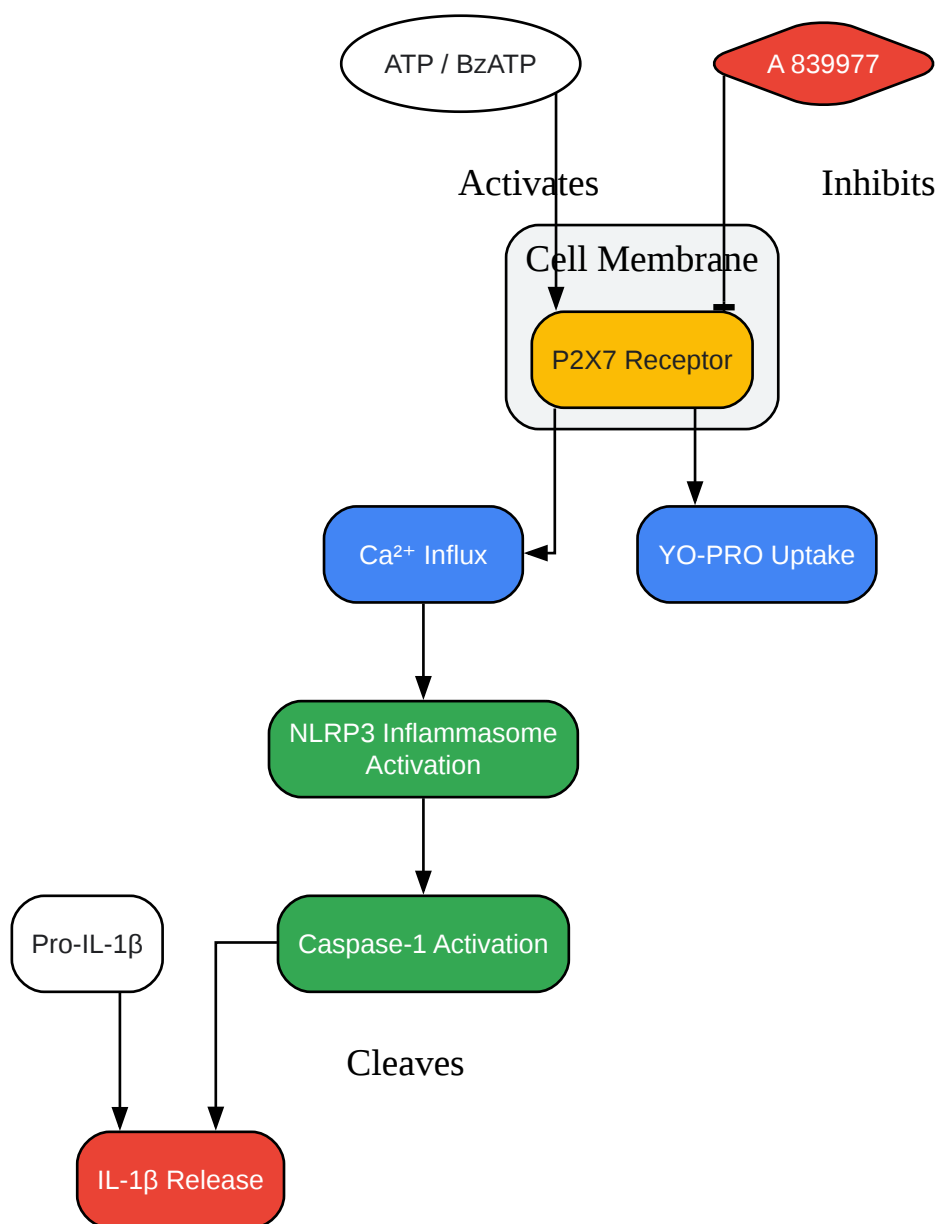 ATP / BzATP
A 839977
Activates
Inhibits
Cell Membrane
P2X7 Receptor
Ca²⁺ Influx
YO-PRO Uptake
NLRP3 Inflammasome
Activation
Pro-IL-1β
Caspase-1 Activation
Cleaves
IL-1β Release